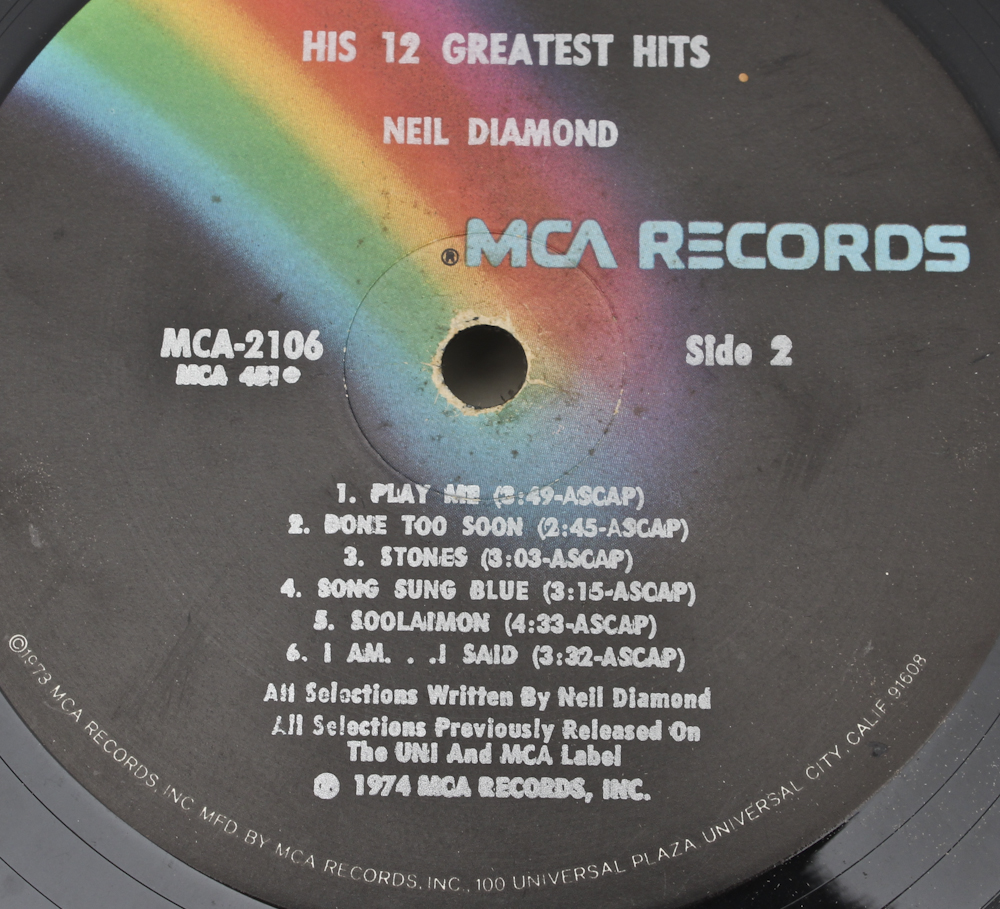 HIS 12 GREATEST HITS
NEIL DIAMOND
® MCA RECORDS
MCA-2106
MCA
Side 2
1. PLAY ME (3:49-ASCAP)
2. DONE TOO SOON (2:45-ASCAP)
3. STONES (3:03-ASCAP)
4. SONG SUNG BLUE (3:15-ASCAP)
5. SOOLAIMON (4:33-ASCAP)
6. I AM. . .I SAID (3:32-ASCAP)
All Selections Written By Neil Diamond
All Selections Previously Released On
The UNI And MCA Label
℗ 1974 MCA RECORDS, INC.
©1973 MCA RECORDS, INC. MFD. BY MCA RECORDS, INC., 100 UNIVERSAL PLAZA UNIVERSAL CITY, CALIF. 91608